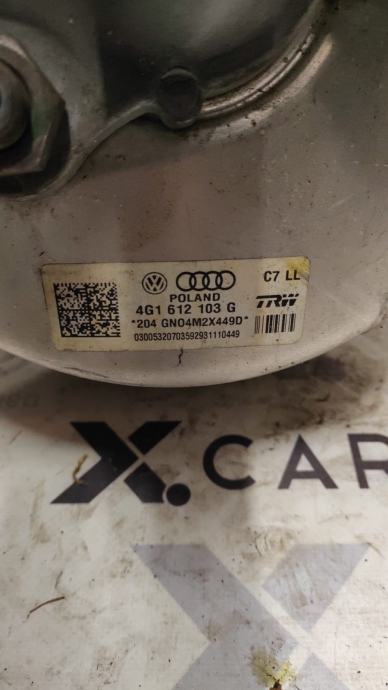 C7 LL
POLAND
4G1 612 103 G
TRW
*204 GN04M2X449D*
03005320703592931110449
X.CAR